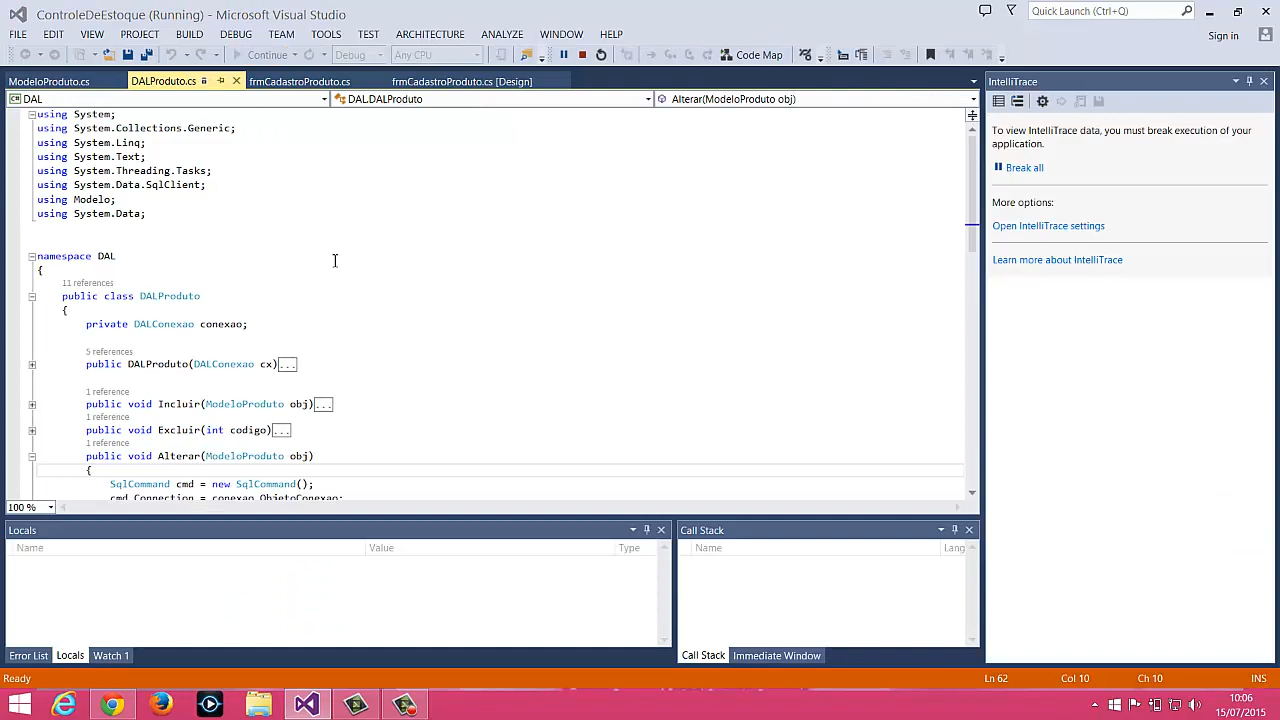 ControleDeEstoque (Running) - Microsoft Visual Studio
Quick Launch (Ctrl+Q)
FILE EDIT VIEW PROJECT BUILD DEBUG TEAM TOOLS TEST ARCHITECTURE ANALYZE WINDOW HELP
Sign in
Continue Debug Any CPU Code Map
ModeloProduto.cs DALProduto.cs frmCadastroProduto.cs frmCadastroProduto.cs [Design]
DAL DAL.DALProduto Alterar(ModeloProduto obj)
using System;
using System.Collections.Generic;
using System.Linq;
using System.Text;
using System.Threading.Tasks;
using System.Data.SqlClient;
using Modelo;
using System.Data;
namespace DAL
{
11 references
public class DALProduto
{
private DALConexao conexao;
5 references
public DALProduto(DALConexao cx)...
1 reference
public void Incluir(ModeloProduto obj)...
1 reference
public void Excluir(int codigo)...
1 reference
public void Alterar(ModeloProduto obj)
{
SqlCommand cmd = new SqlCommand();
cmd.Connection = conexao.ObjetoConexao;
100 %
IntelliTrace
To view IntelliTrace data, you must break execution of your
application.
Break all
More options:
Open IntelliTrace settings
Learn more about IntelliTrace
Locals
Name Value Type
Call Stack
Name Lang
Error List Locals Watch 1
Call Stack Immediate Window
Ready Ln 62 Col 10 Ch 10 INS
10:06
15/07/2015